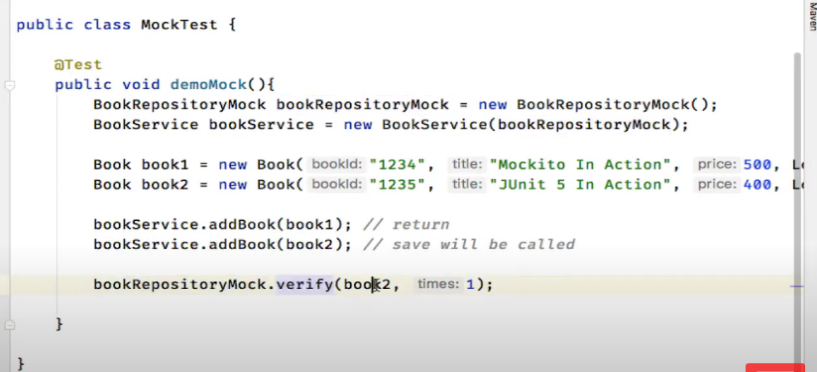 public class MockTest {
@Test
public void demoMock(){
BookRepositoryMock bookRepositoryMock = new BookRepositoryMock();
BookService bookService = new BookService(bookRepositoryMock);
Book book1 = new Book( bookId: "1234", title: "Mockito In Action", price: 500,
Book book2 = new Book( bookId: "1235", title: "JUnit 5 In Action", price: 400,
bookService.addBook(book1); // return
bookService.addBook(book2); // save will be called
bookRepositoryMock.verify(book2, times: 1);
}
}
Maven